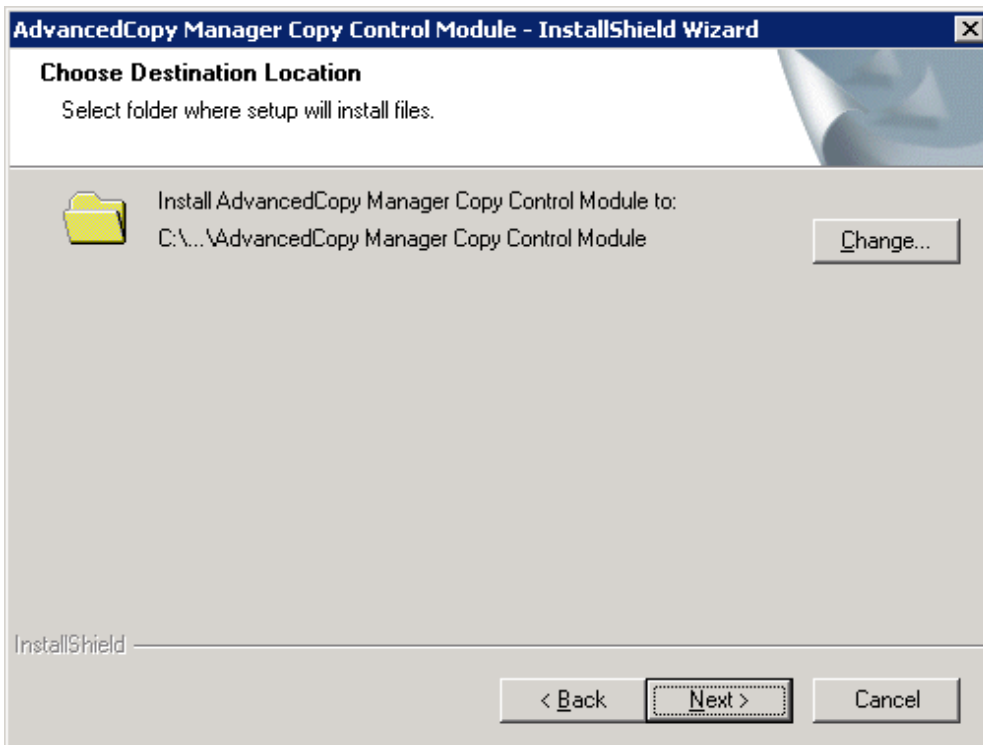 AdvancedCopy Manager Copy Control Module - InstallShield Wizard
Choose Destination Location
Select folder where setup will install files.
Install AdvancedCopy Manager Copy Control Module to:
C:\...\AdvancedCopy Manager Copy Control Module
Change...
InstallShield
< Back
Next >
Cancel